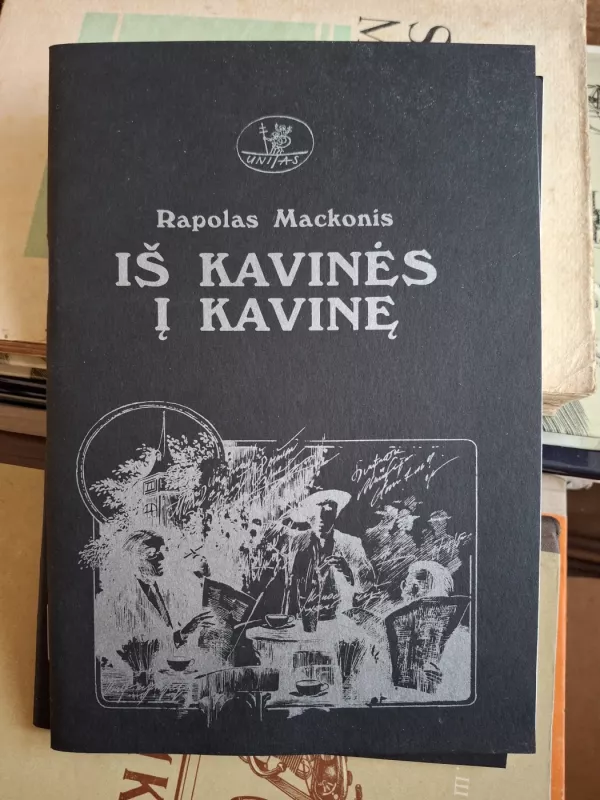 UNITAS
Rapolas Mackonis
IŠ KAVINĖS
Į KAVINĘ